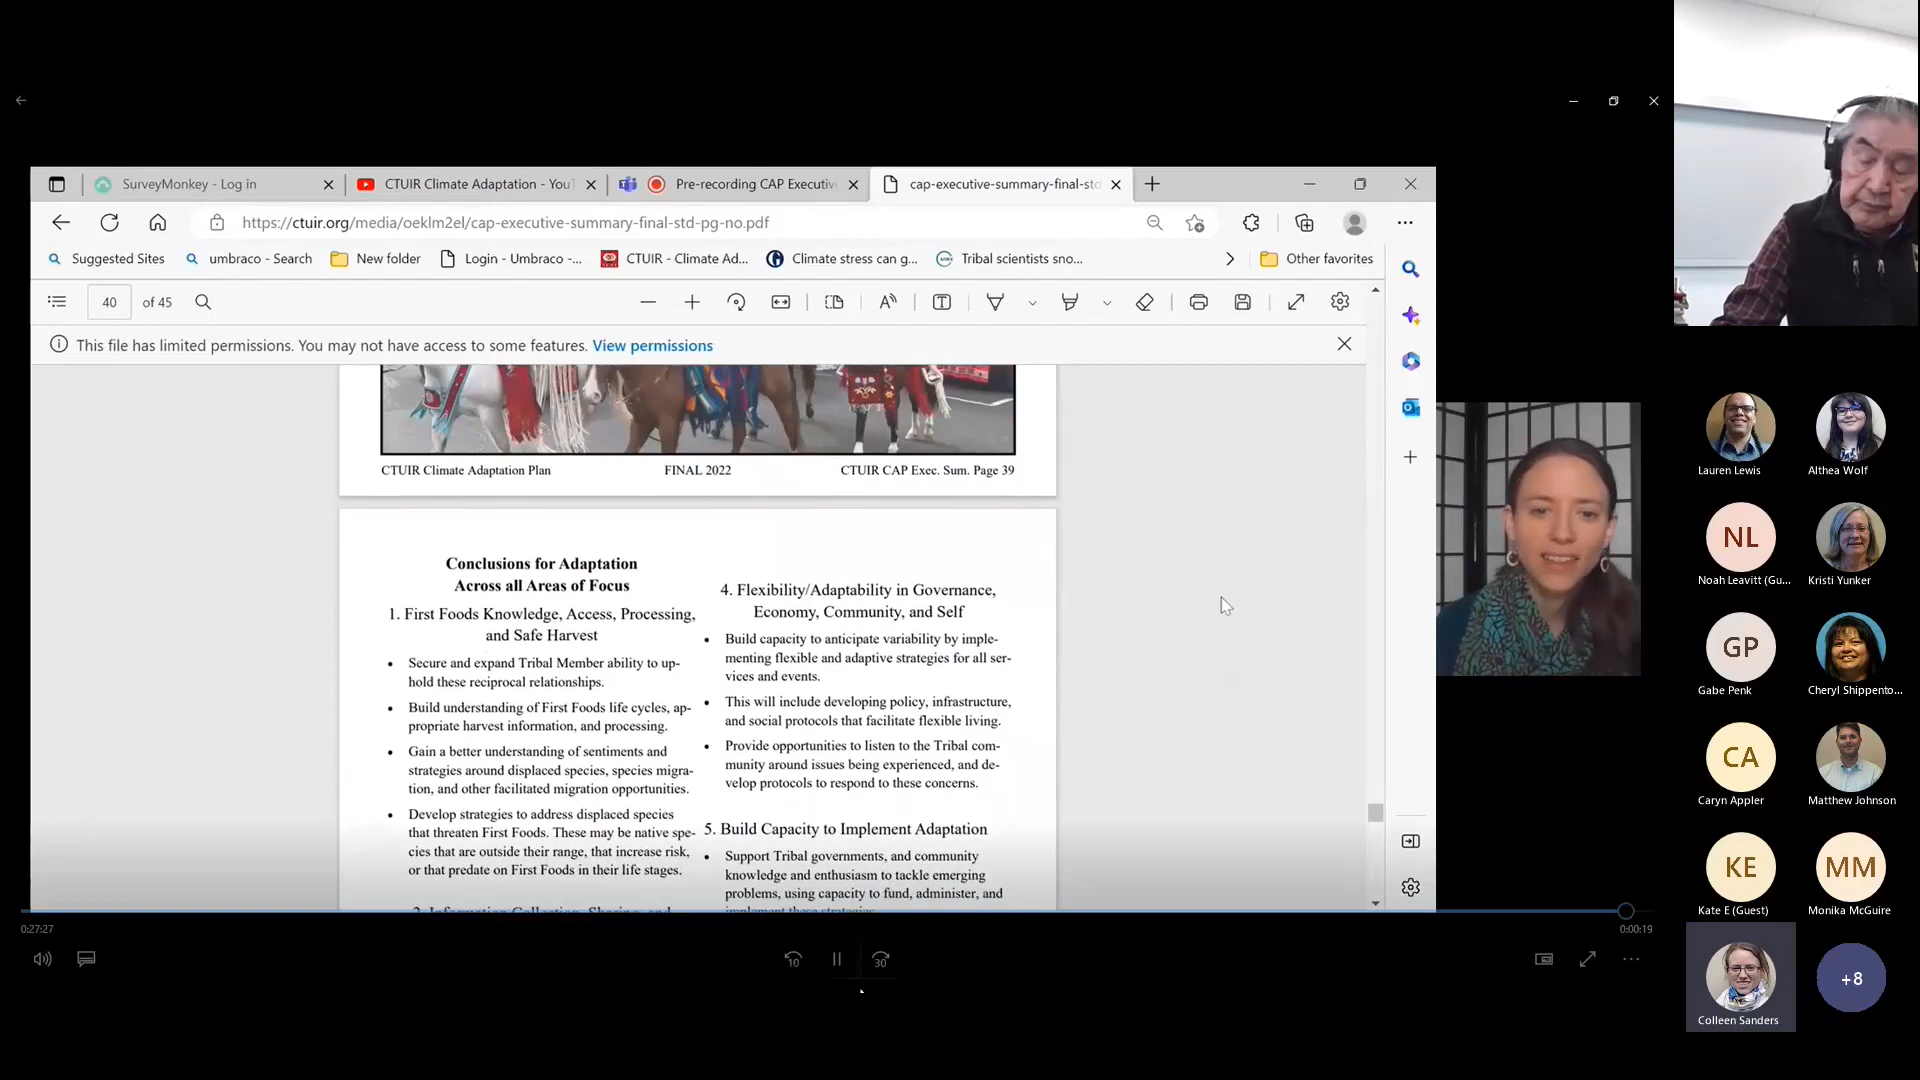 SurveyMonkey - Log in
CTUIR Climate Adaptation - YouT
Pre-recording CAP Executiv
cap-executive-summary-final-std
https://ctuir.org/media/oeklm2el/cap-executive-summary-final-std-pg-no.pdf
Suggested Sites
umbraco - Search
New folder
Login - Umbraco -...
CTUIR - Climate Ad...
Climate stress can g...
Tribal scientists sno...
Other favorites
40 of 45
This file has limited permissions. You may not have access to some features. View permissions
CTUIR Climate Adaptation Plan
FINAL 2022
CTUIR CAP Exec. Sum. Page 39
Conclusions for Adaptation
Across all Areas of Focus
1. First Foods Knowledge, Access, Processing,
and Safe Harvest
• Secure and expand Tribal Member ability to up-
hold these reciprocal relationships.
• Build understanding of First Foods life cycles, ap-
propriate harvest information, and processing.
• Gain a better understanding of sentiments and
strategies around displaced species, species migra-
tion, and other facilitated migration opportunities.
• Develop strategies to address displaced species
that threaten First Foods. These may be native spe-
cies that are outside their range, that increase risk,
or that predate on First Foods in their life stages.
2. Information Collection, Sharing, and
4. Flexibility/Adaptability in Governance,
Economy, Community, and Self
• Build capacity to anticipate variability by imple-
menting flexible and adaptive strategies for all ser-
vices and events.
• This will include developing policy, infrastructure,
and social protocols that facilitate flexible living.
• Provide opportunities to listen to the Tribal com-
munity around issues being experienced, and de-
velop protocols to respond to these concerns.
5. Build Capacity to Implement Adaptation
• Support Tribal governments, and community
knowledge and enthusiasm to tackle emerging
problems, using capacity to fund, administer, and
implement these strategies.
0:27:27
0:00:19
10
30
Lauren Lewis
Althea Wolf
NL
Noah Leavitt (Gu...
Kristi Yunker
GP
Gabe Penk
Cheryl Shippento...
CA
Caryn Appler
Matthew Johnson
KE
Kate E (Guest)
MM
Monika McGuire
Colleen Sanders
+8